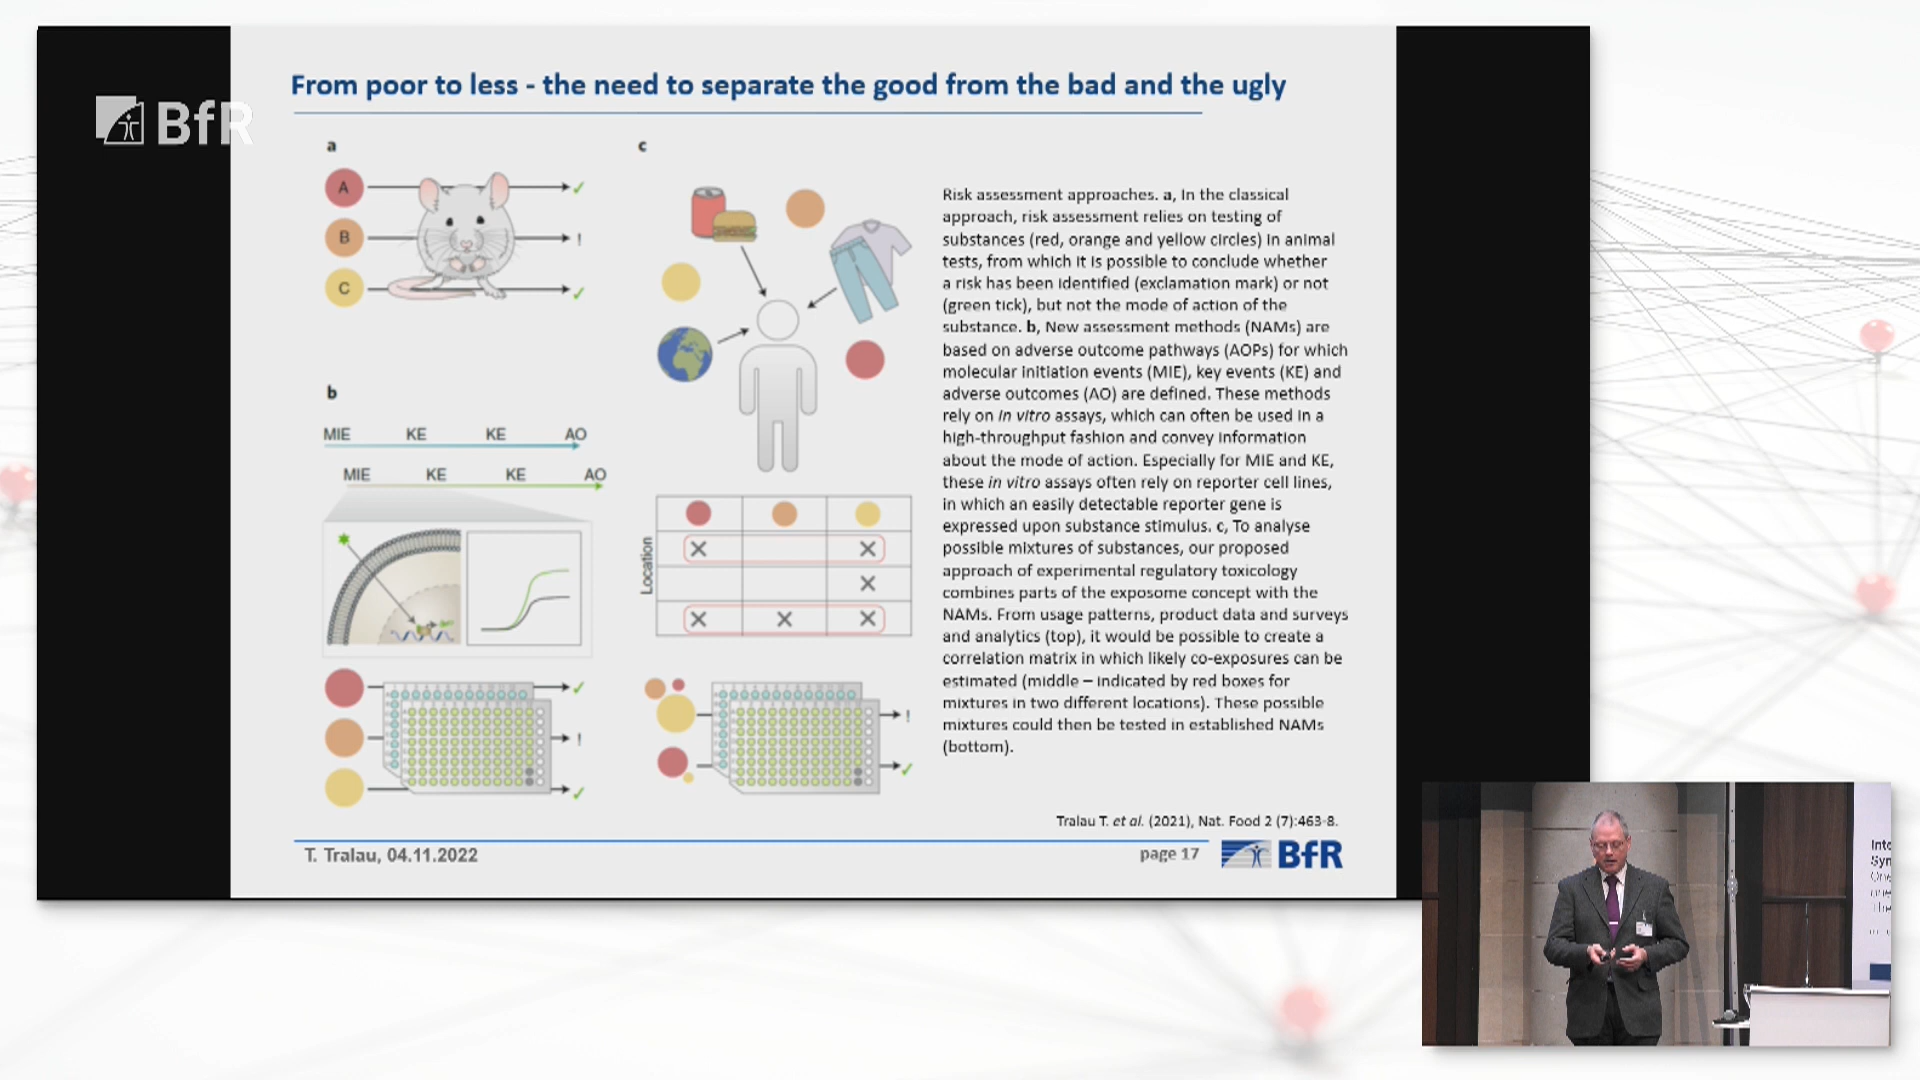 From poor to less - the need to separate the good from the bad and the ugly
BfR
a
A
B
!
C
b
MIE KE KE AO
MIE KE KE AO
!
c
Location
!
Risk assessment approaches. a, In the classical
approach, risk assessment relies on testing of
substances (red, orange and yellow circles) in animal
tests, from which it is possible to conclude whether
a risk has been identified (exclamation mark) or not
(green tick), but not the mode of action of the
substance. b, New assessment methods (NAMs) are
based on adverse outcome pathways (AOPs) for which
molecular initiation events (MIE), key events (KE) and
adverse outcomes (AO) are defined. These methods
rely on in vitro assays, which can often be used in a
high-throughput fashion and convey information
about the mode of action. Especially for MIE and KE,
these in vitro assays often rely on reporter cell lines,
in which an easily detectable reporter gene is
expressed upon substance stimulus. c, To analyse
possible mixtures of substances, our proposed
approach of experimental regulatory toxicology
combines parts of the exposome concept with the
NAMs. From usage patterns, product data and surveys
and analytics (top), it would be possible to create a
correlation matrix in which likely co-exposures can be
estimated (middle – indicated by red boxes for
mixtures in two different locations). These possible
mixtures could then be tested in established NAMs
(bottom).
Tralau T. et al. (2021), Nat. Food 2 (7):463-8.
T. Tralau, 04.11.2022
page 17
BfR